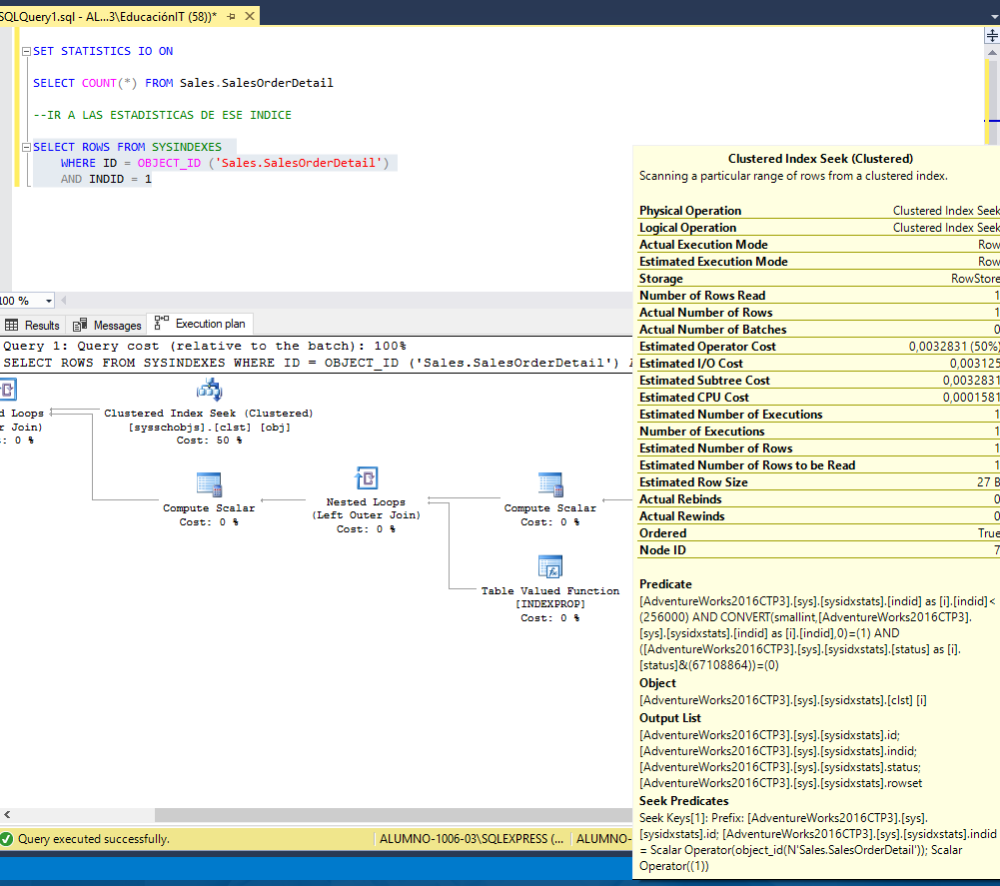 SQLQuery1.sql - AL...3\EducaciónIT (58))*
SET STATISTICS IO ON
SELECT COUNT(*) FROM Sales.SalesOrderDetail
--IR A LAS ESTADISTICAS DE ESE INDICE
SELECT ROWS FROM SYSINDEXES
WHERE ID = OBJECT_ID ('Sales.SalesOrderDetail')
AND INDID = 1
100 %
Results
Messages
Execution plan
Query 1: Query cost (relative to the batch): 100%
SELECT ROWS FROM SYSINDEXES WHERE ID = OBJECT_ID ('Sales.SalesOrderDetail')
d Loops
r Join)
: 0 %
Clustered Index Seek (Clustered)
[sysschobjs].[clst] [obj]
Cost: 50 %
Compute Scalar
Cost: 0 %
Nested Loops
(Left Outer Join)
Cost: 0 %
Compute Scalar
Cost: 0 %
Table Valued Function
[INDEXPROP]
Cost: 0 %
Clustered Index Seek (Clustered)
Scanning a particular range of rows from a clustered index.
Physical Operation Clustered Index Seek
Logical Operation Clustered Index Seek
Actual Execution Mode Row
Estimated Execution Mode Row
Storage RowStore
Number of Rows Read 1
Actual Number of Rows 1
Actual Number of Batches 0
Estimated Operator Cost 0,0032831 (50%)
Estimated I/O Cost 0,003125
Estimated Subtree Cost 0,0032831
Estimated CPU Cost 0,0001581
Estimated Number of Executions 1
Number of Executions 1
Estimated Number of Rows 1
Estimated Number of Rows to be Read 1
Estimated Row Size 27 B
Actual Rebinds 0
Actual Rewinds 0
Ordered True
Node ID 7
Predicate
[AdventureWorks2016CTP3].[sys].[sysidxstats].[indid] as [i].[indid]<
(256000) AND CONVERT(smallint,[AdventureWorks2016CTP3].
[sys].[sysidxstats].[indid] as [i].[indid],0)=(1) AND
([AdventureWorks2016CTP3].[sys].[sysidxstats].[status] as [i].
[status]&(67108864))=(0)
Object
[AdventureWorks2016CTP3].[sys].[sysidxstats].[clst] [i]
Output List
[AdventureWorks2016CTP3].[sys].[sysidxstats].id;
[AdventureWorks2016CTP3].[sys].[sysidxstats].indid;
[AdventureWorks2016CTP3].[sys].[sysidxstats].status;
[AdventureWorks2016CTP3].[sys].[sysidxstats].rowset
Seek Predicates
Seek Keys[1]: Prefix: [AdventureWorks2016CTP3].[sys].
[sysidxstats].id; [AdventureWorks2016CTP3].[sys].[sysidxstats].indid
= Scalar Operator(object_id(N'Sales.SalesOrderDetail')); Scalar
Operator((1))
Query executed successfully.
ALUMNO-1006-03\SQLEXPRESS (...
ALUMNO-